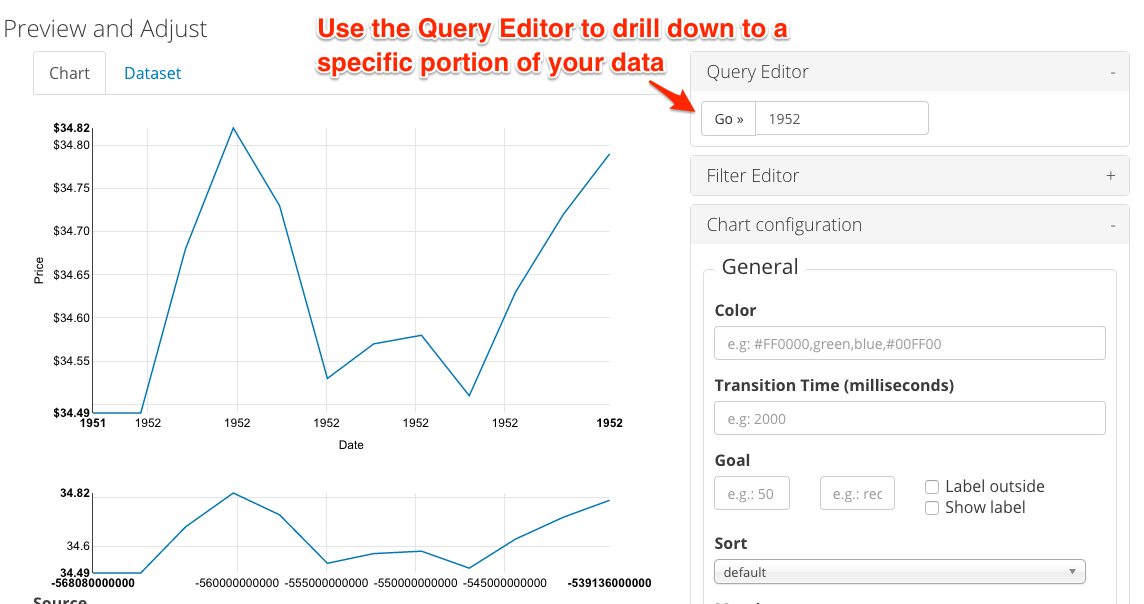 Preview and Adjust
Use the Query Editor to drill down to a
specific portion of your data
Chart
Dataset
$34.82
$34.80
$34.75
$34.70
$34.65
$34.60
$34.55
$34.49
Price
1951
1952
1952
1952
1952
1952
1952
Date
34.82
34.6
34.49
-568080000000
-560000000000
-555000000000
-550000000000
-545000000000
-539136000000
Source
Query Editor
-
Go »
1952
Filter Editor
+
Chart configuration
-
General
Color
e.g: #FF0000,green,blue,#00FF00
Transition Time (milliseconds)
e.g: 2000
Goal
e.g.: 50
e.g.: rec
Label outside
Show label
Sort
default